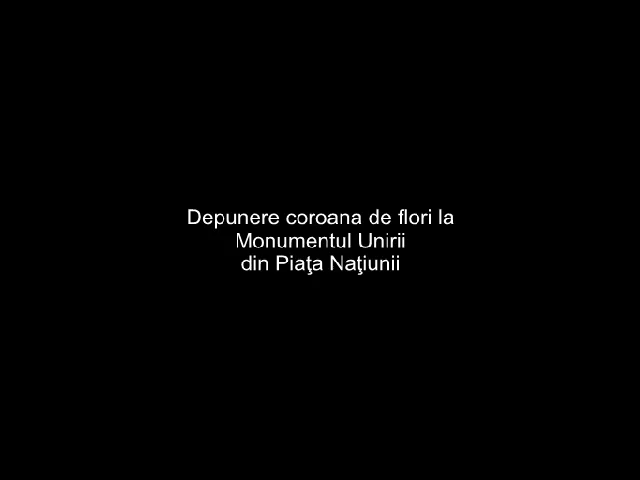 Depunere coroana de flori la
Monumentul Unirii
din Piaţa Naţiunii